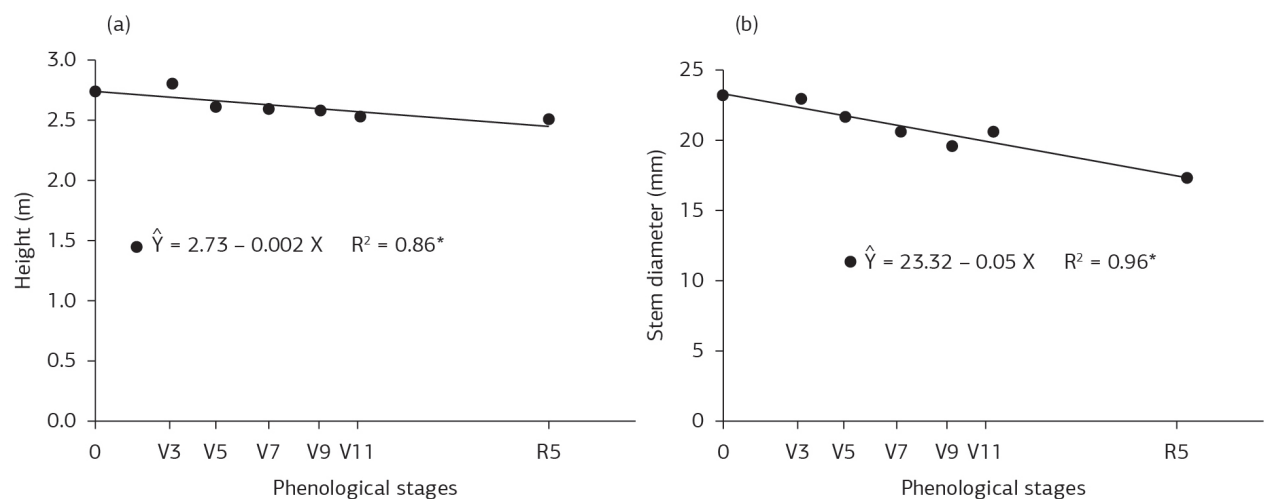 (a)
3.0
2.5
2.0
1.5
1.0
0.5
0.0
Height (m)
Ŷ = 2.73 – 0.002 X R² = 0.86*
0 V3 V5 V7 V9 V11 R5
Phenological stages
(b)
25
20
15
10
5
0
Stem diameter (mm)
Ŷ = 23.32 – 0.05 X R² = 0.96*
0 V3 V5 V7 V9 V11 R5
Phenological stages